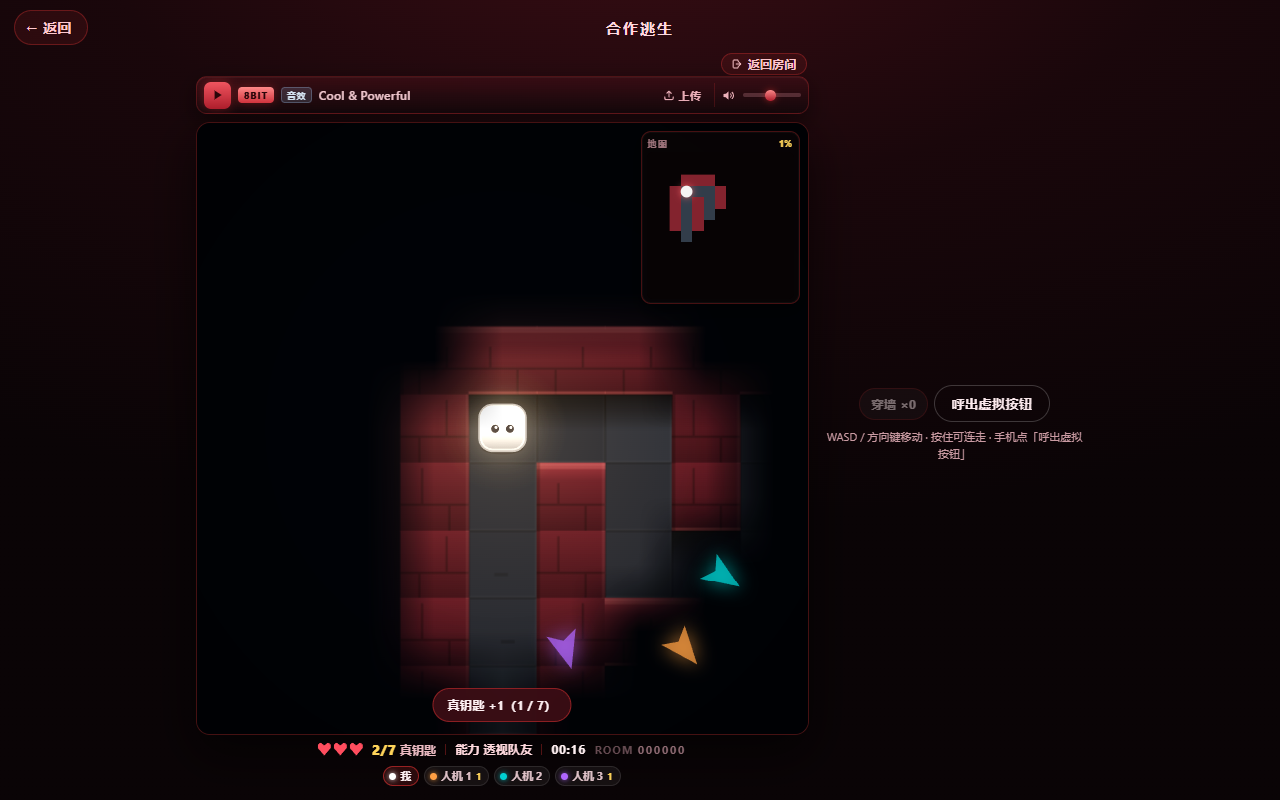 ← 返回
合作逃生
返回房间
8BIT 音效 Cool & Powerful 上传
地图 1%
穿墙 ×0 呼出虚拟按钮
WASD / 方向键移动 · 按住可连走 · 手机点「呼出虚拟
按钮」
真钥匙 +1（1 / 7）
2/7 真钥匙 能力 透视队友 00:16 ROOM 000000
我 人机 1 1 人机 2 人机 3 1